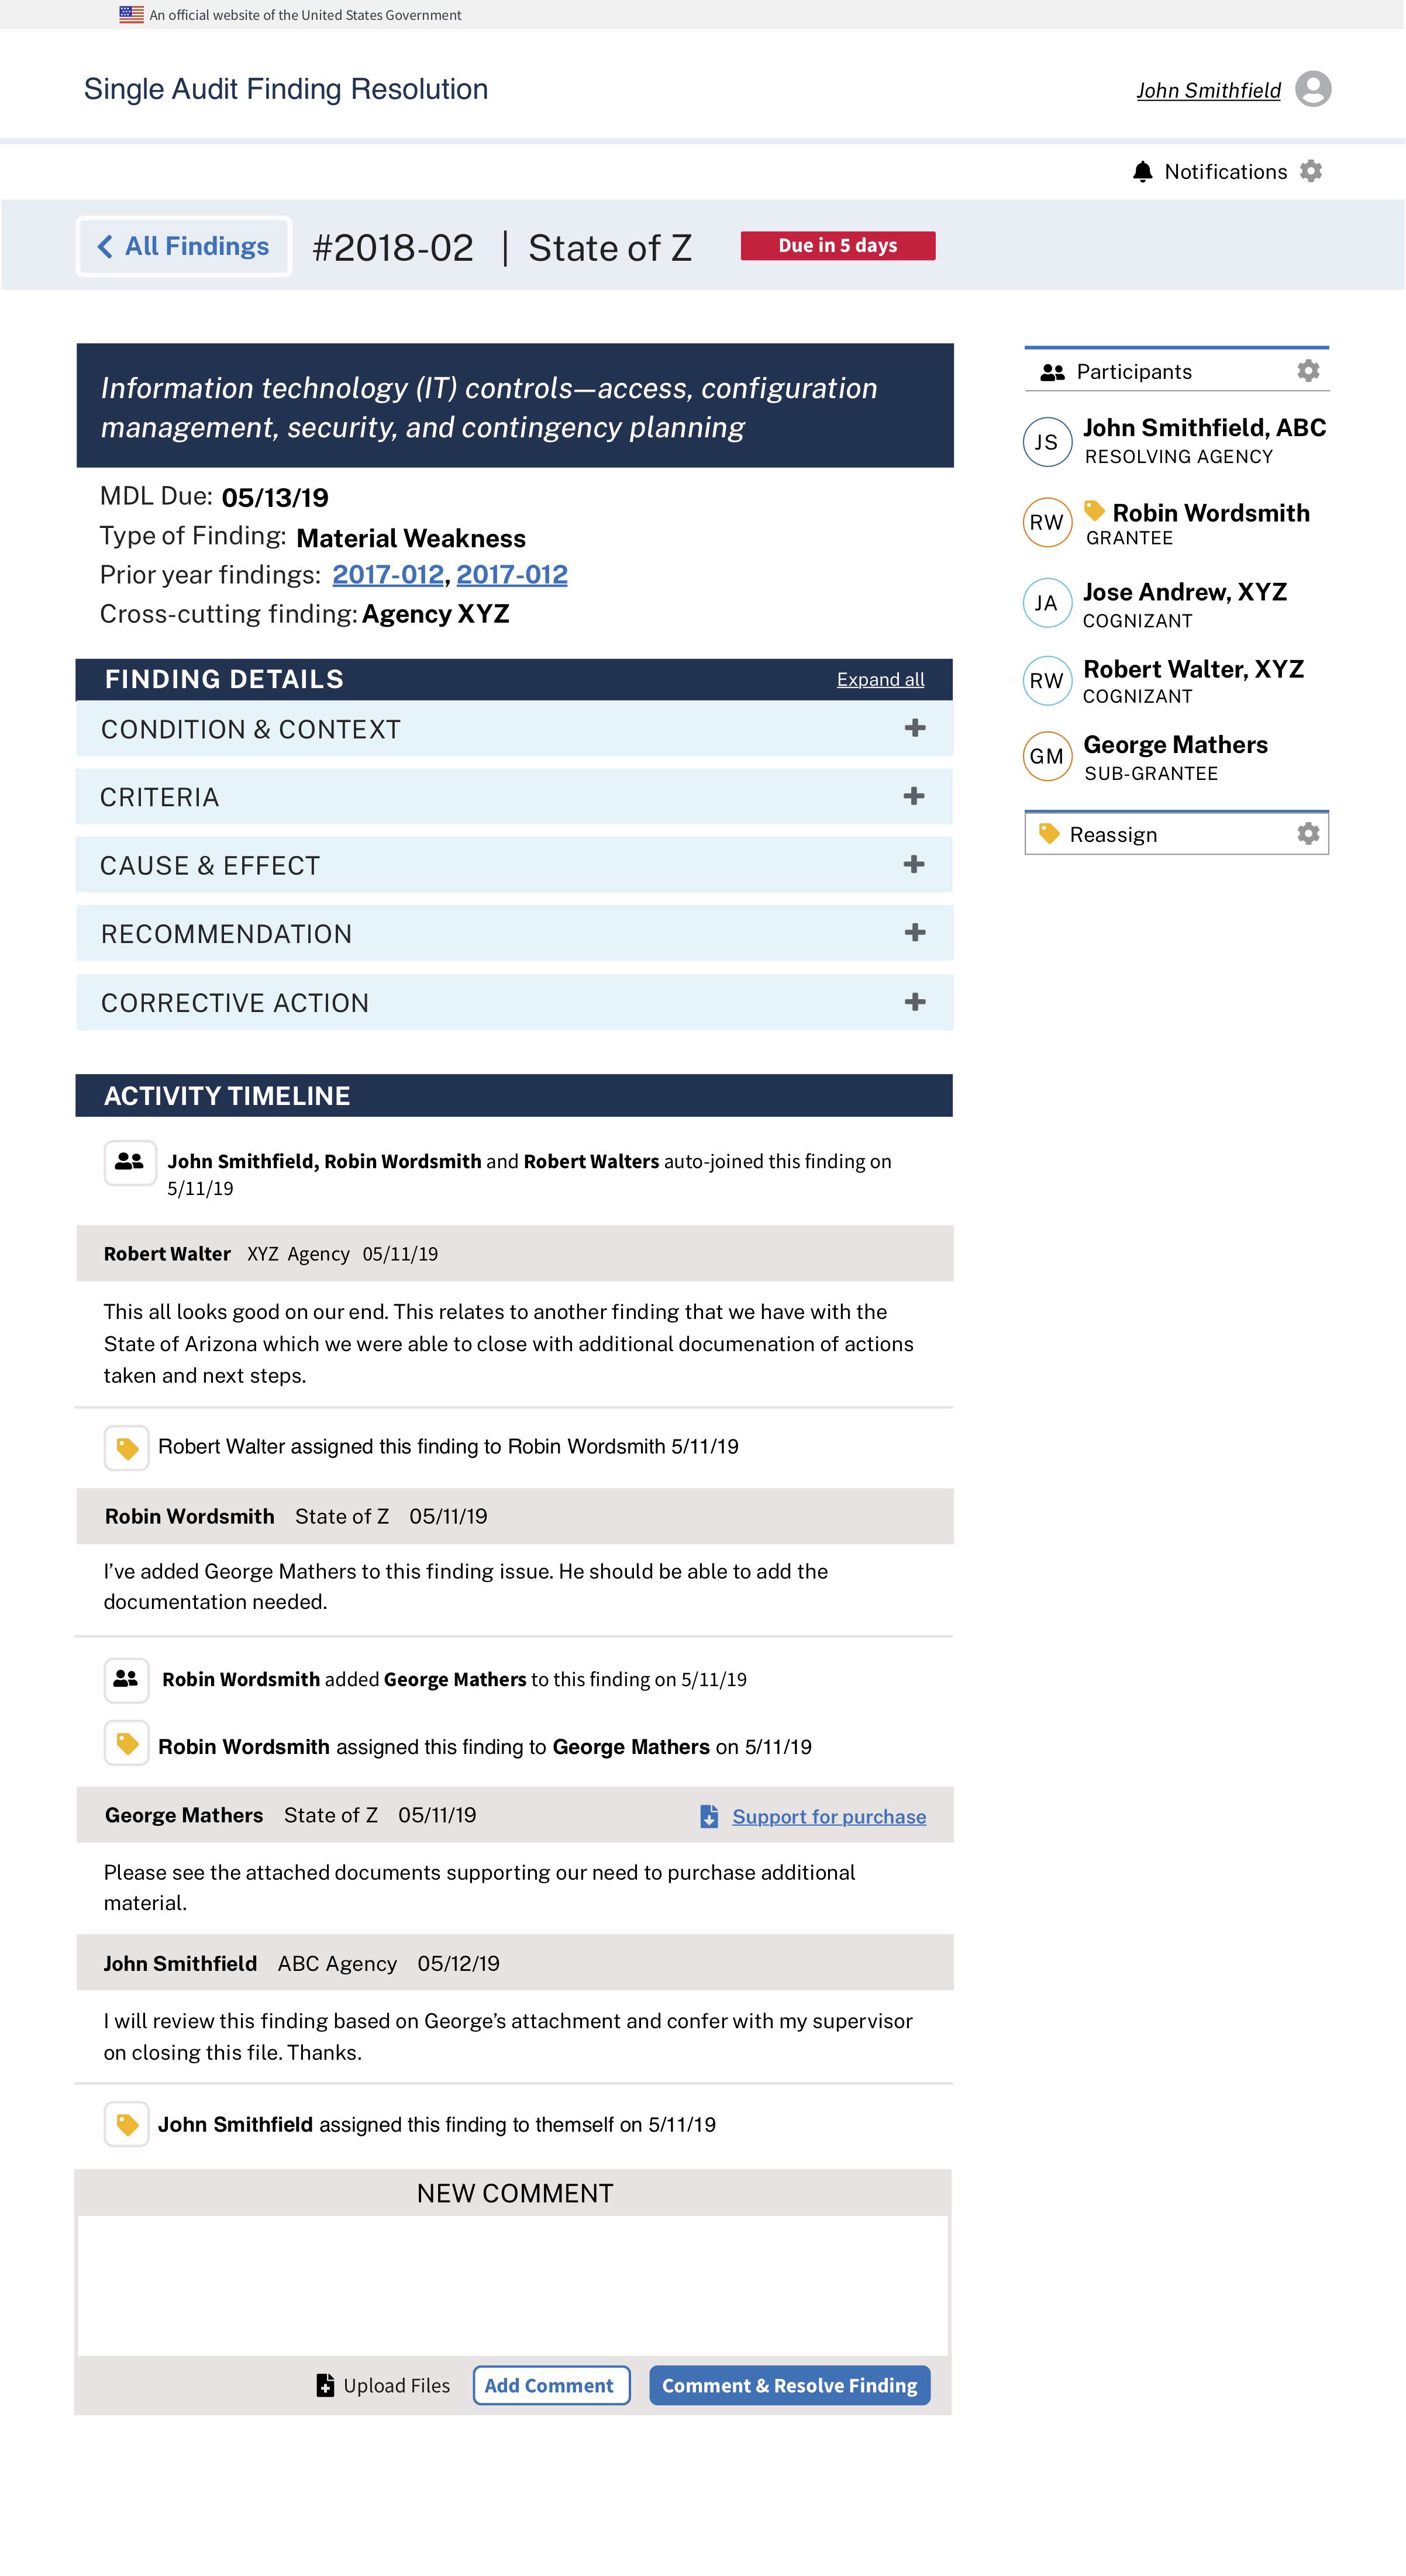 An official website of the United States Government
Single Audit Finding Resolution
John Smithfield
Notifications
All Findings
#2018-02 | State of Z
Due in 5 days
Information technology (IT) controls—access, configuration
management, security, and contingency planning
MDL Due: 05/13/19
Type of Finding: Material Weakness
Prior year findings: 2017-012, 2017-012
Cross-cutting finding: Agency XYZ
FINDING DETAILS
Expand all
CONDITION & CONTEXT
CRITERIA
CAUSE & EFFECT
RECOMMENDATION
CORRECTIVE ACTION
Participants
JS
John Smithfield, ABC
RESOLVING AGENCY
RW
Robin Wordsmith
GRANTEE
JA
Jose Andrew, XYZ
COGNIZANT
RW
Robert Walter, XYZ
COGNIZANT
GM
George Mathers
SUB-GRANTEE
Reassign
ACTIVITY TIMELINE
John Smithfield, Robin Wordsmith and Robert Walters auto-joined this finding on
5/11/19
Robert Walter XYZ Agency 05/11/19
This all looks good on our end. This relates to another finding that we have with the
State of Arizona which we were able to close with additional documenation of actions
taken and next steps.
Robert Walter assigned this finding to Robin Wordsmith 5/11/19
Robin Wordsmith State of Z 05/11/19
I’ve added George Mathers to this finding issue. He should be able to add the
documentation needed.
Robin Wordsmith added George Mathers to this finding on 5/11/19
Robin Wordsmith assigned this finding to George Mathers on 5/11/19
George Mathers State of Z 05/11/19
Support for purchase
Please see the attached documents supporting our need to purchase additional
material.
John Smithfield ABC Agency 05/12/19
I will review this finding based on George’s attachment and confer with my supervisor
on closing this file. Thanks.
John Smithfield assigned this finding to themself on 5/11/19
NEW COMMENT
Upload Files
Add Comment
Comment & Resolve Finding